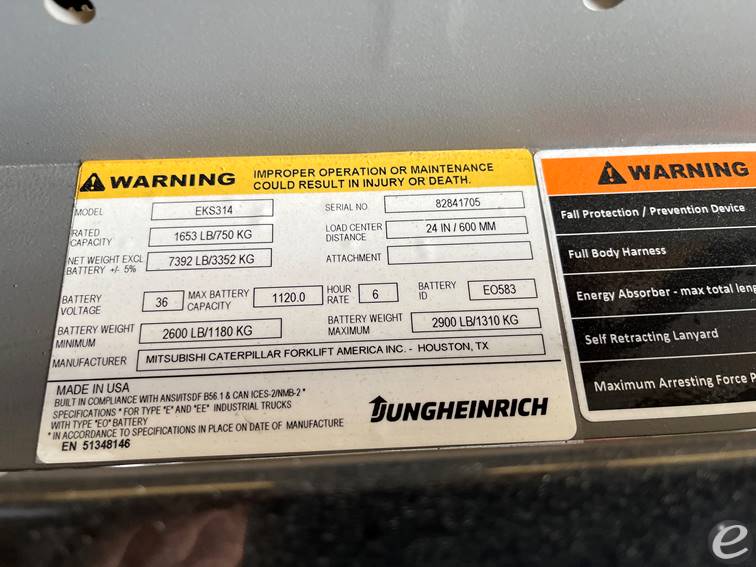 WARNING
IMPROPER OPERATION OR MAINTENANCE
COULD RESULT IN INJURY OR DEATH.
MODEL EKS314 SERIAL NO. 82841705
RATED CAPACITY 1653 LB/750 KG LOAD CENTER DISTANCE 24 IN / 600 MM
NET WEIGHT EXCL BATTERY +/- 5% 7392 LB/3352 KG ATTACHMENT
BATTERY VOLTAGE 36 MAX BATTERY CAPACITY 1120.0 HOUR RATE 6 BATTERY ID EO583
BATTERY WEIGHT MINIMUM 2600 LB/1180 KG BATTERY WEIGHT MAXIMUM 2900 LB/1310 KG
MANUFACTURER MITSUBISHI CATERPILLAR FORKLIFT AMERICA INC. - HOUSTON, TX
MADE IN USA
BUILT IN COMPLIANCE WITH ANSI/ITSDF B56.1 & CAN ICES-2/NMB-2 *
SPECIFICATIONS * FOR TYPE "E" AND "EE" INDUSTRIAL TRUCKS
WITH TYPE "EO" BATTERY
* IN ACCORDANCE TO SPECIFICATIONS IN PLACE ON DATE OF MANUFACTURE
EN 51348146
JUNGHEINRICH
WARNING
Fall Protection / Prevention Device
Full Body Harness
Energy Absorber - max total leng
Self Retracting Lanyard
Maximum Arresting Force P
e